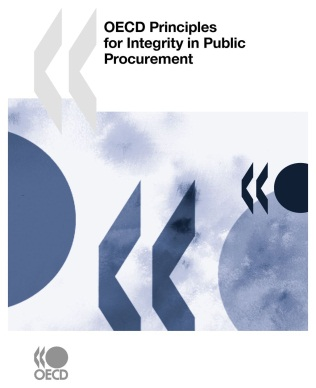 OECD Principles
for Integrity in Public
Procurement
OECD